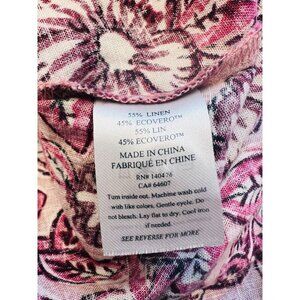 55% LINEN
45% ECOVERO™
55% LIN
45% ECOVERO™
MADE IN CHINA
FABRIQUÉ EN CHINE
RN# 140476
CA# 64607
Turn inside out. Machine wash cold
with like colors. Gentle cycle. Do
not bleach. Lay flat to dry. Cool iron
if needed.
SEE REVERSE FOR MORE